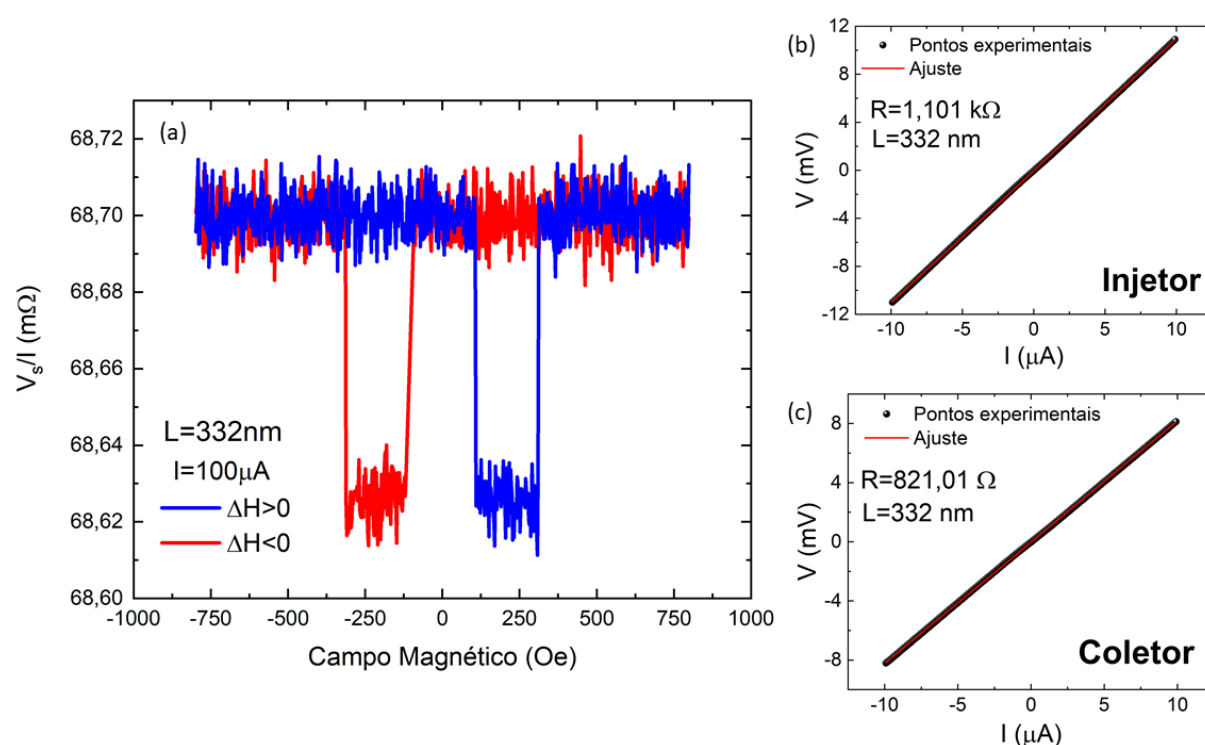 (a)
68,72
68,70
68,68
68,66
68,64
68,62
68,60
Vₛ/I (mΩ)
L=332nm
I=100μA
ΔH>0
ΔH<0
-1000 -750 -500 -250 0 250 500 750 1000
Campo Magnético (Oe)
(b)
12
8
4
0
-4
-8
-12
V (mV)
Pontos experimentais
Ajuste
R=1,101 kΩ
L=332 nm
Injetor
-10 -5 0 5 10
I (μA)
(c)
8
4
0
-4
-8
V (mV)
Pontos experimentais
Ajuste
R=821,01 Ω
L=332 nm
Coletor
-10 -5 0 5 10
I (μA)